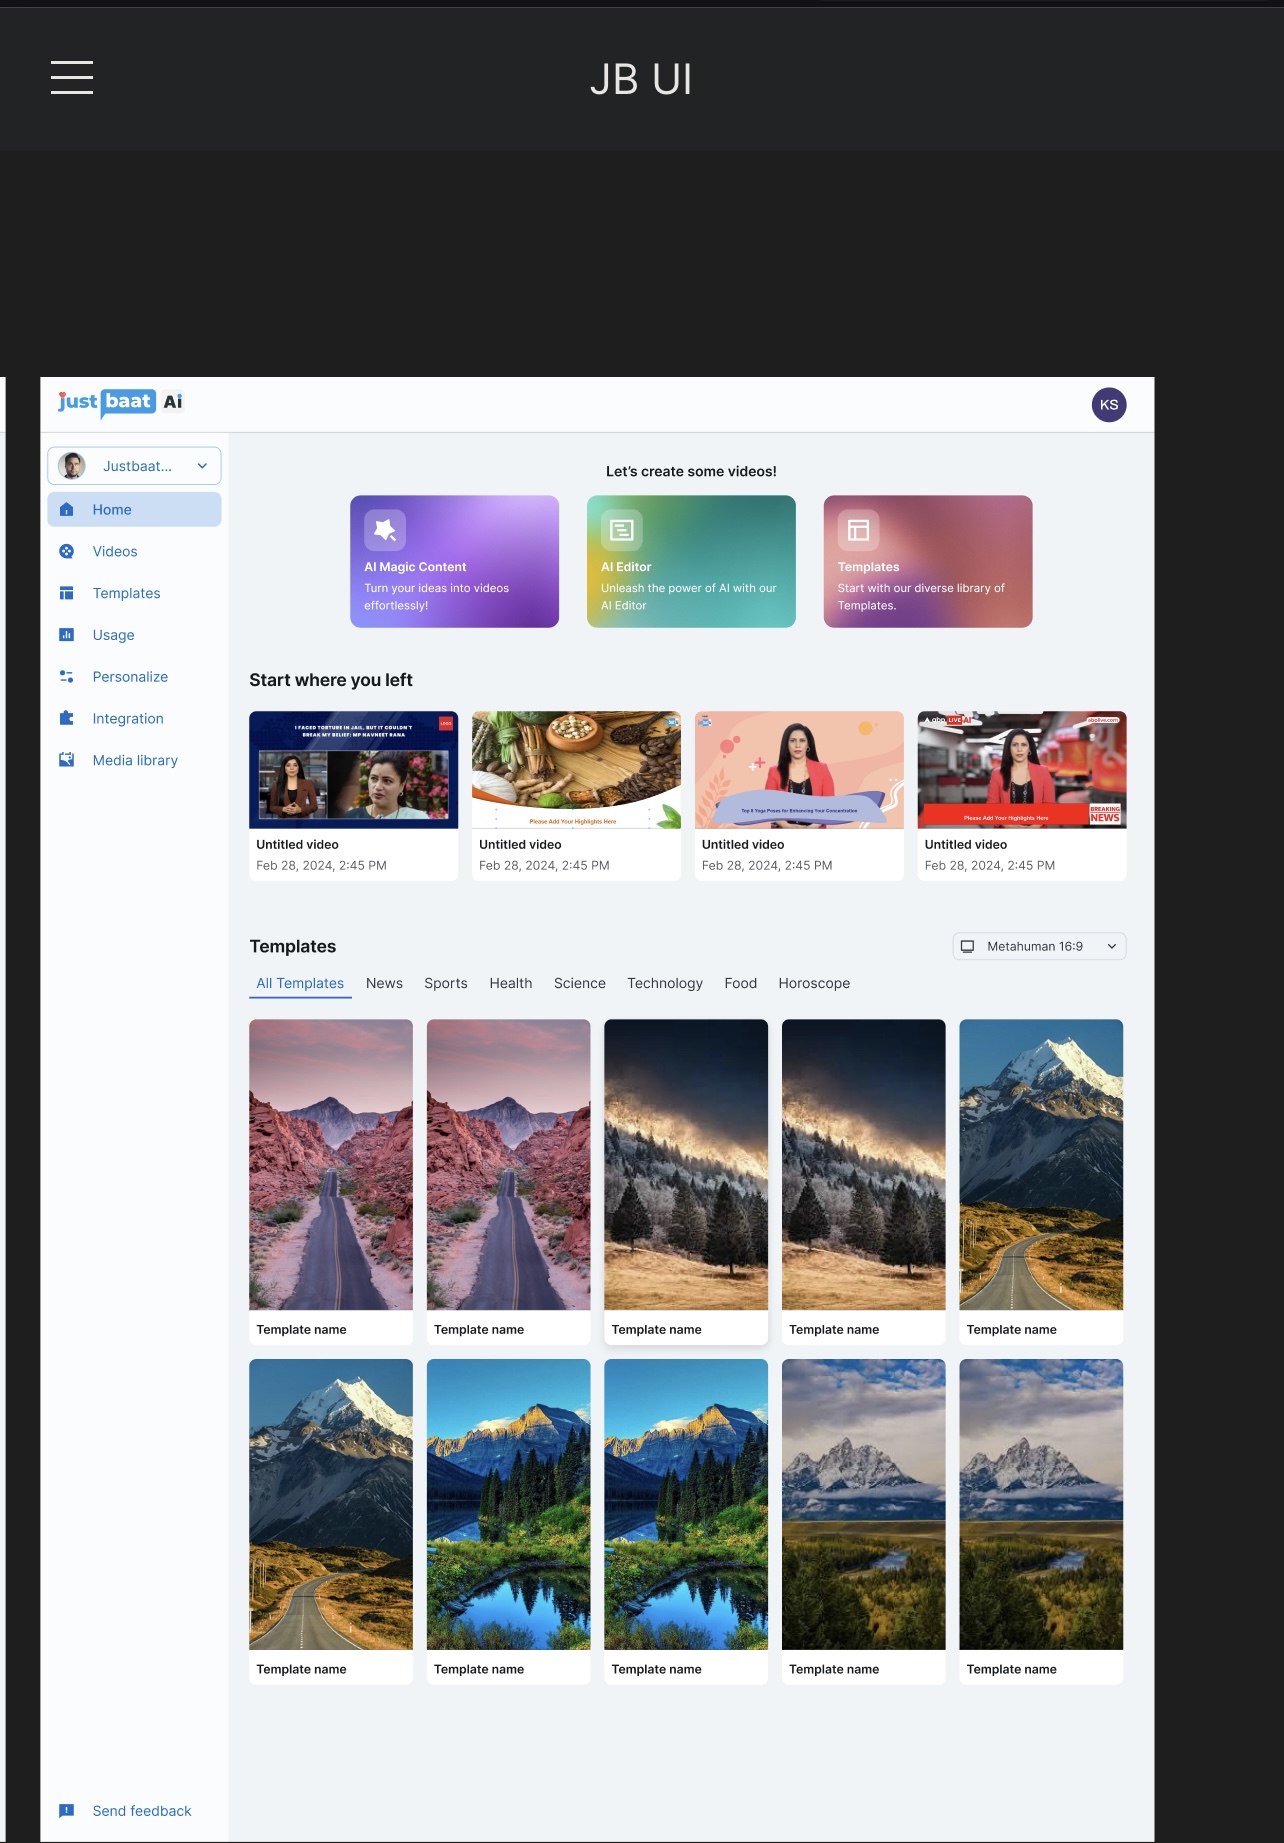 JB UI
just baat Ai
KS
Justbaat...
Home
Videos
Templates
Usage
Personalize
Integration
Media library
Send feedback
Let's create some videos!
AI Magic Content
Turn your ideas into videos
effortlessly!
AI Editor
Unleash the power of AI with our
AI Editor
Templates
Start with our diverse library of
Templates.
Start where you left
I FACED TORTURE IN JAIL, BUT IT COULDN'T
BREAK MY BELIEF: MP NAVNEET RANA
LOGO
Untitled video
Feb 28, 2024, 2:45 PM
Please Add Your Highlights Here
Untitled video
Feb 28, 2024, 2:45 PM
Top 8 Yoga Poses for Enhancing Your Concentration
Untitled video
Feb 28, 2024, 2:45 PM
abp LIVE AI
abplive.com
Please Add Your Highlights Here
BREAKING
NEWS
Untitled video
Feb 28, 2024, 2:45 PM
Templates
Metahuman 16:9
All Templates
News
Sports
Health
Science
Technology
Food
Horoscope
Template name
Template name
Template name
Template name
Template name
Template name
Template name
Template name
Template name
Template name